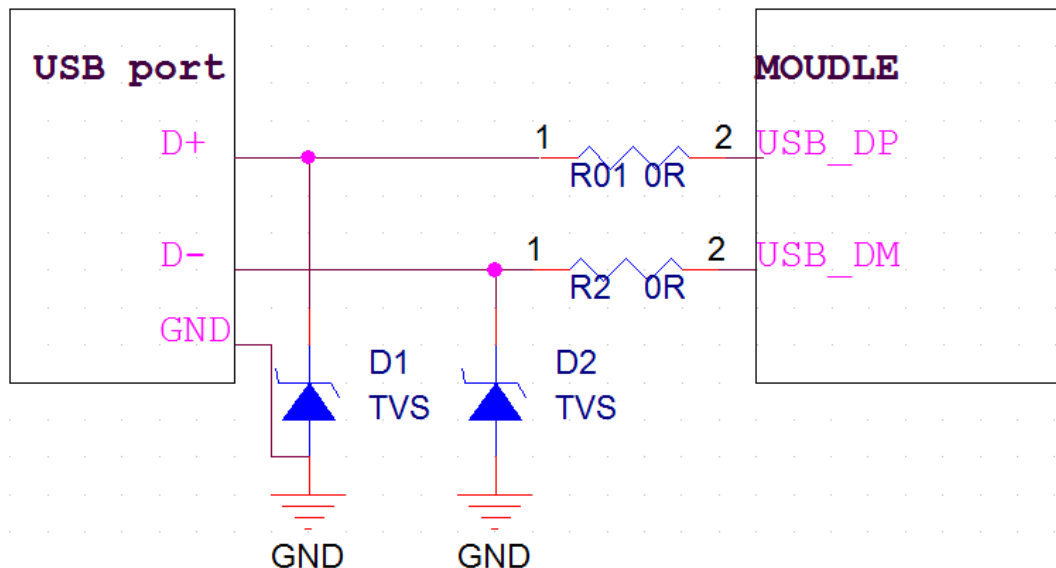 USB port
MOUDLE
D+
1
2
USB_DP
R01 0R
D-
1
2
USB_DM
R2 0R
GND
D1
TVS
D2
TVS
GND
GND